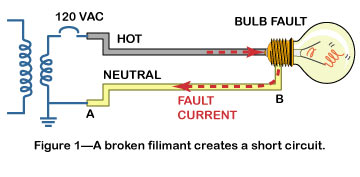 120 VAC
BULB FAULT
HOT
NEUTRAL
A
FAULT
CURRENT
B
Figure 1—A broken filimant creates a short circuit.